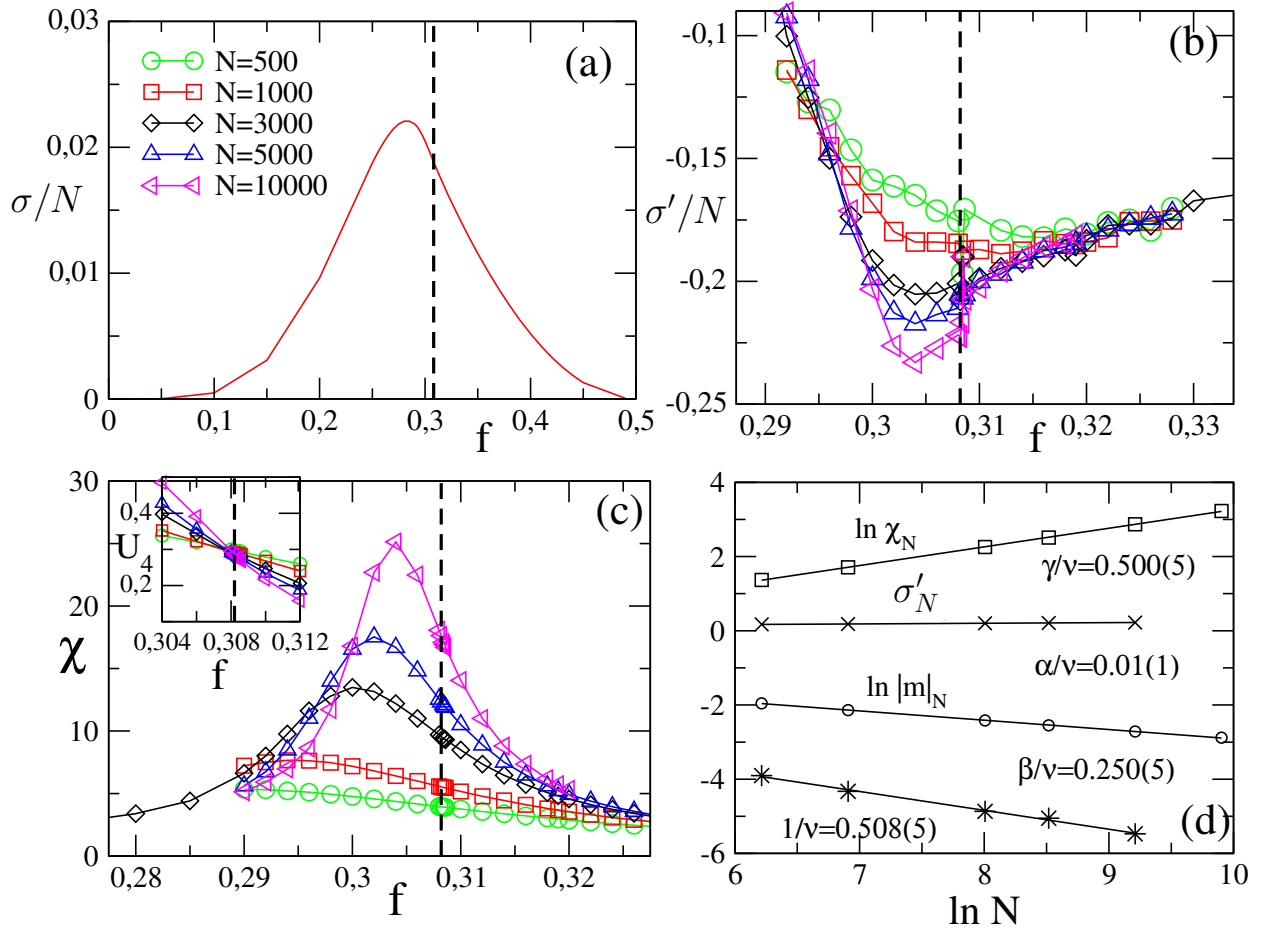 (a)
N=500
N=1000
N=3000
N=5000
N=10000
σ/N
0,03
0,02
0,01
0
0 0,1 0,2 0,3 0,4 0,5
f
(b)
σ′/N
-0,1
-0,15
-0,2
-0,25
0,29 0,3 0,31 0,32 0,33
f
(c)
χ
30
20
10
0
0,28 0,29 0,3 0,31 0,32
f
U
4
0,4
0,2
0,304 0,308 0,312
f
(d)
4
2
0
-2
-4
-6
ln χN
γ/ν=0.500(5)
σ′N
α/ν=0.01(1)
ln |m|N
β/ν=0.250(5)
1/ν=0.508(5)
6 7 8 9 10
ln N